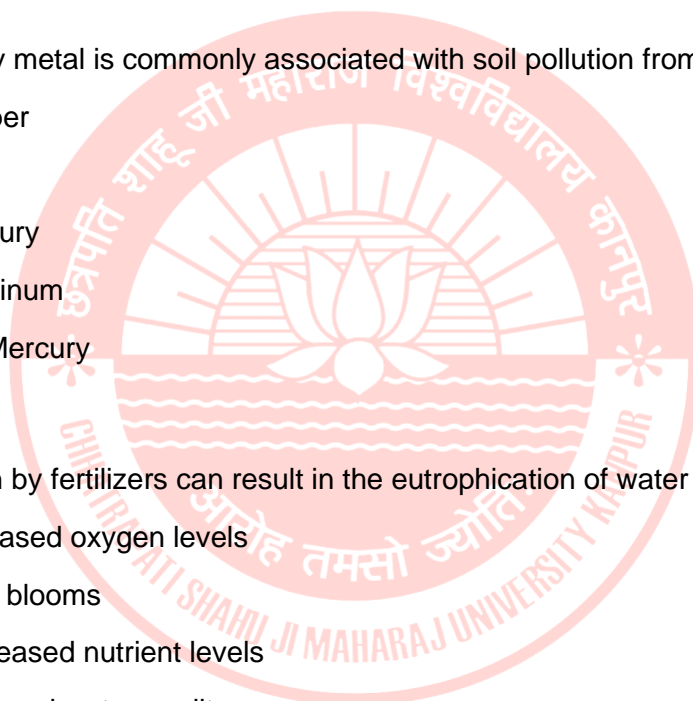 y metal is commonly associated with soil pollution from
per
ury
inum
Mercury
n by fertilizers can result in the eutrophication of water
ased oxygen levels
blooms
eased nutrient levels
छत्रपति शाहू जी महाराज विश्वविद्यालय कानपुर
आरोह तमसो ज्योतिः
CHHATRAPATI SHAHU JI MAHARAJ UNIVERSITY KANPUR